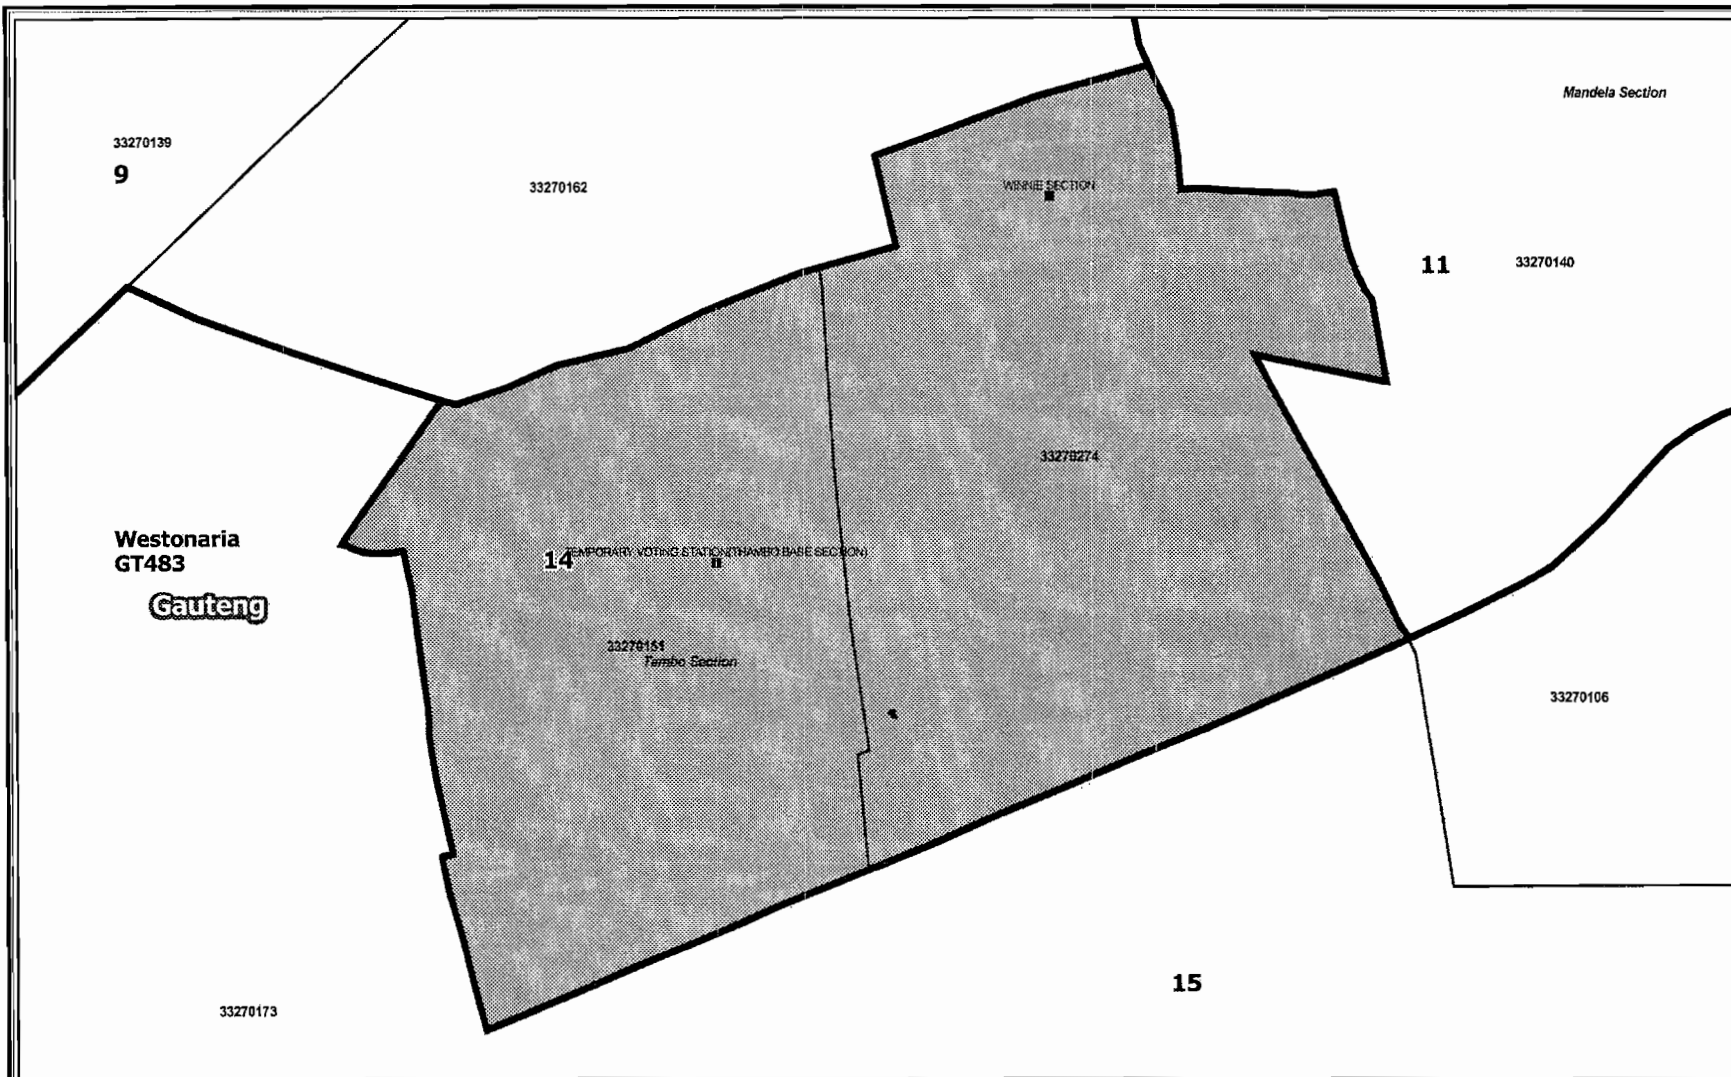 Mandela Section
33270139
9
33270162
WINNIE SECTION
11
33270140
33270274
Westonaria
GT483
Gauteng
14
TEMPORARY VOTING STATION(THAMBO BASE SECTION)
33270151
Tambo Section
33270106
15
33270173